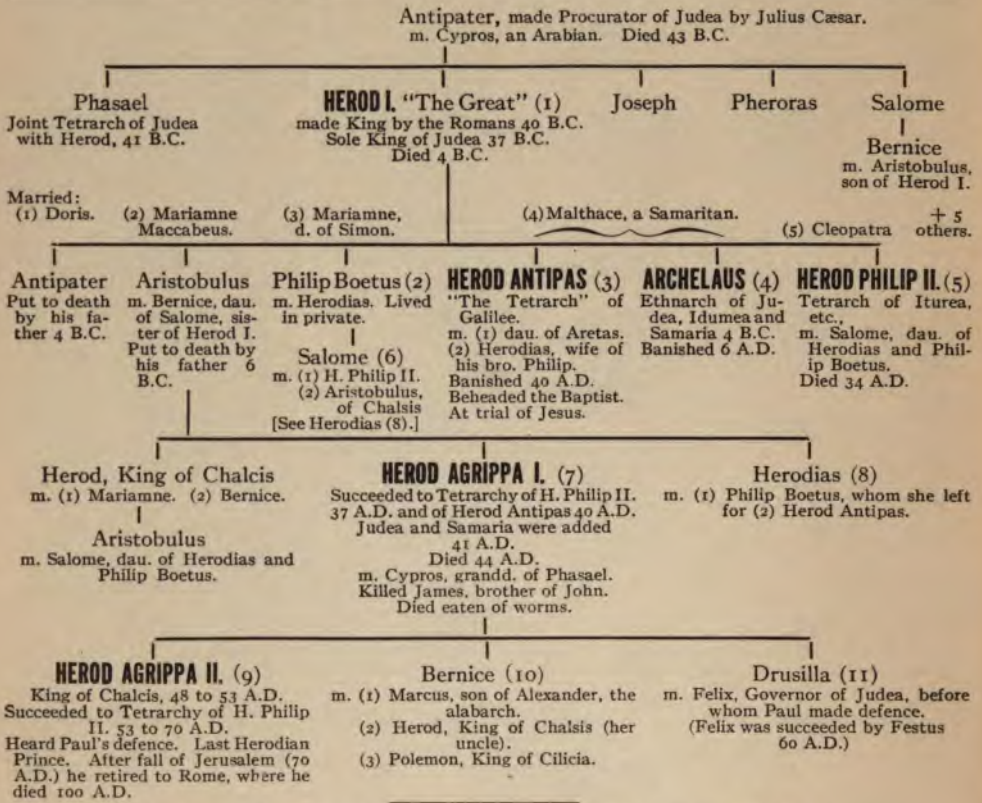 Antipater, made Procurator of Judea by Julius Cæsar.
m. Cypros, an Arabian. Died 43 B.C.
Phasael
Joint Tetrarch of Judea
with Herod, 41 B.C.
HEROD I. "The Great" (1)
made King by the Romans 40 B.C.
Sole King of Judea 37 B.C.
Died 4 B.C.
Joseph
Pheroras
Salome
Bernice
m. Aristobulus,
son of Herod I.
Married:
(1) Doris.
(2) Mariamne
Maccabeus.
(3) Mariamne,
d. of Simon.
(4) Malthace, a Samaritan.
(5) Cleopatra
+ 5
others.
Antipater
Put to death
by his fa-
ther 4 B.C.
Aristobulus
m. Bernice, dau.
of Salome, sis-
ter of Herod I.
Put to death by
his father 6
B.C.
Philip Boetus (2)
m. Herodias. Lived
in private.
Salome (6)
m. (1) H. Philip II.
(2) Aristobulus,
of Chalsis
[See Herodias (8).]
HEROD ANTIPAS (3)
"The Tetrarch" of
Galilee.
m. (1) dau. of Aretas.
(2) Herodias, wife of
his bro. Philip.
Banished 40 A.D.
Beheaded the Baptist.
At trial of Jesus.
ARCHELAUS (4)
Ethnarch of Ju-
dea, Idumea and
Samaria 4 B.C.
Banished 6 A.D.
HEROD PHILIP II. (5)
Tetrarch of Iturea,
etc.,
m. Salome, dau. of
Herodias and Phil-
ip Boetus.
Died 34 A.D.
Herod, King of Chalcis
m. (1) Mariamne. (2) Bernice.
Aristobulus
m. Salome, dau. of Herodias and
Philip Boetus.
HEROD AGRIPPA I. (7)
Succeeded to Tetrarchy of H. Philip II.
37 A.D. and of Herod Antipas 40 A.D.
Judea and Samaria were added
41 A.D.
Died 44 A.D.
m. Cypros, grandd. of Phasael.
Killed James, brother of John.
Died eaten of worms.
Herodias (8)
m. (1) Philip Boetus, whom she left
for (2) Herod Antipas.
HEROD AGRIPPA II. (9)
King of Chalcis, 48 to 53 A.D.
Succeeded to Tetrarchy of H. Philip
II. 53 to 70 A.D.
Heard Paul's defence. Last Herodian
Prince. After fall of Jerusalem (70
A.D.) he retired to Rome, where he
died 100 A.D.
Bernice (10)
m. (1) Marcus, son of Alexander, the
alabarch.
(2) Herod, King of Chalsis (her
uncle).
(3) Polemon, King of Cilicia.
Drusilla (11)
m. Felix, Governor of Judea, before
whom Paul made defence.
(Felix was succeeded by Festus
60 A.D.)